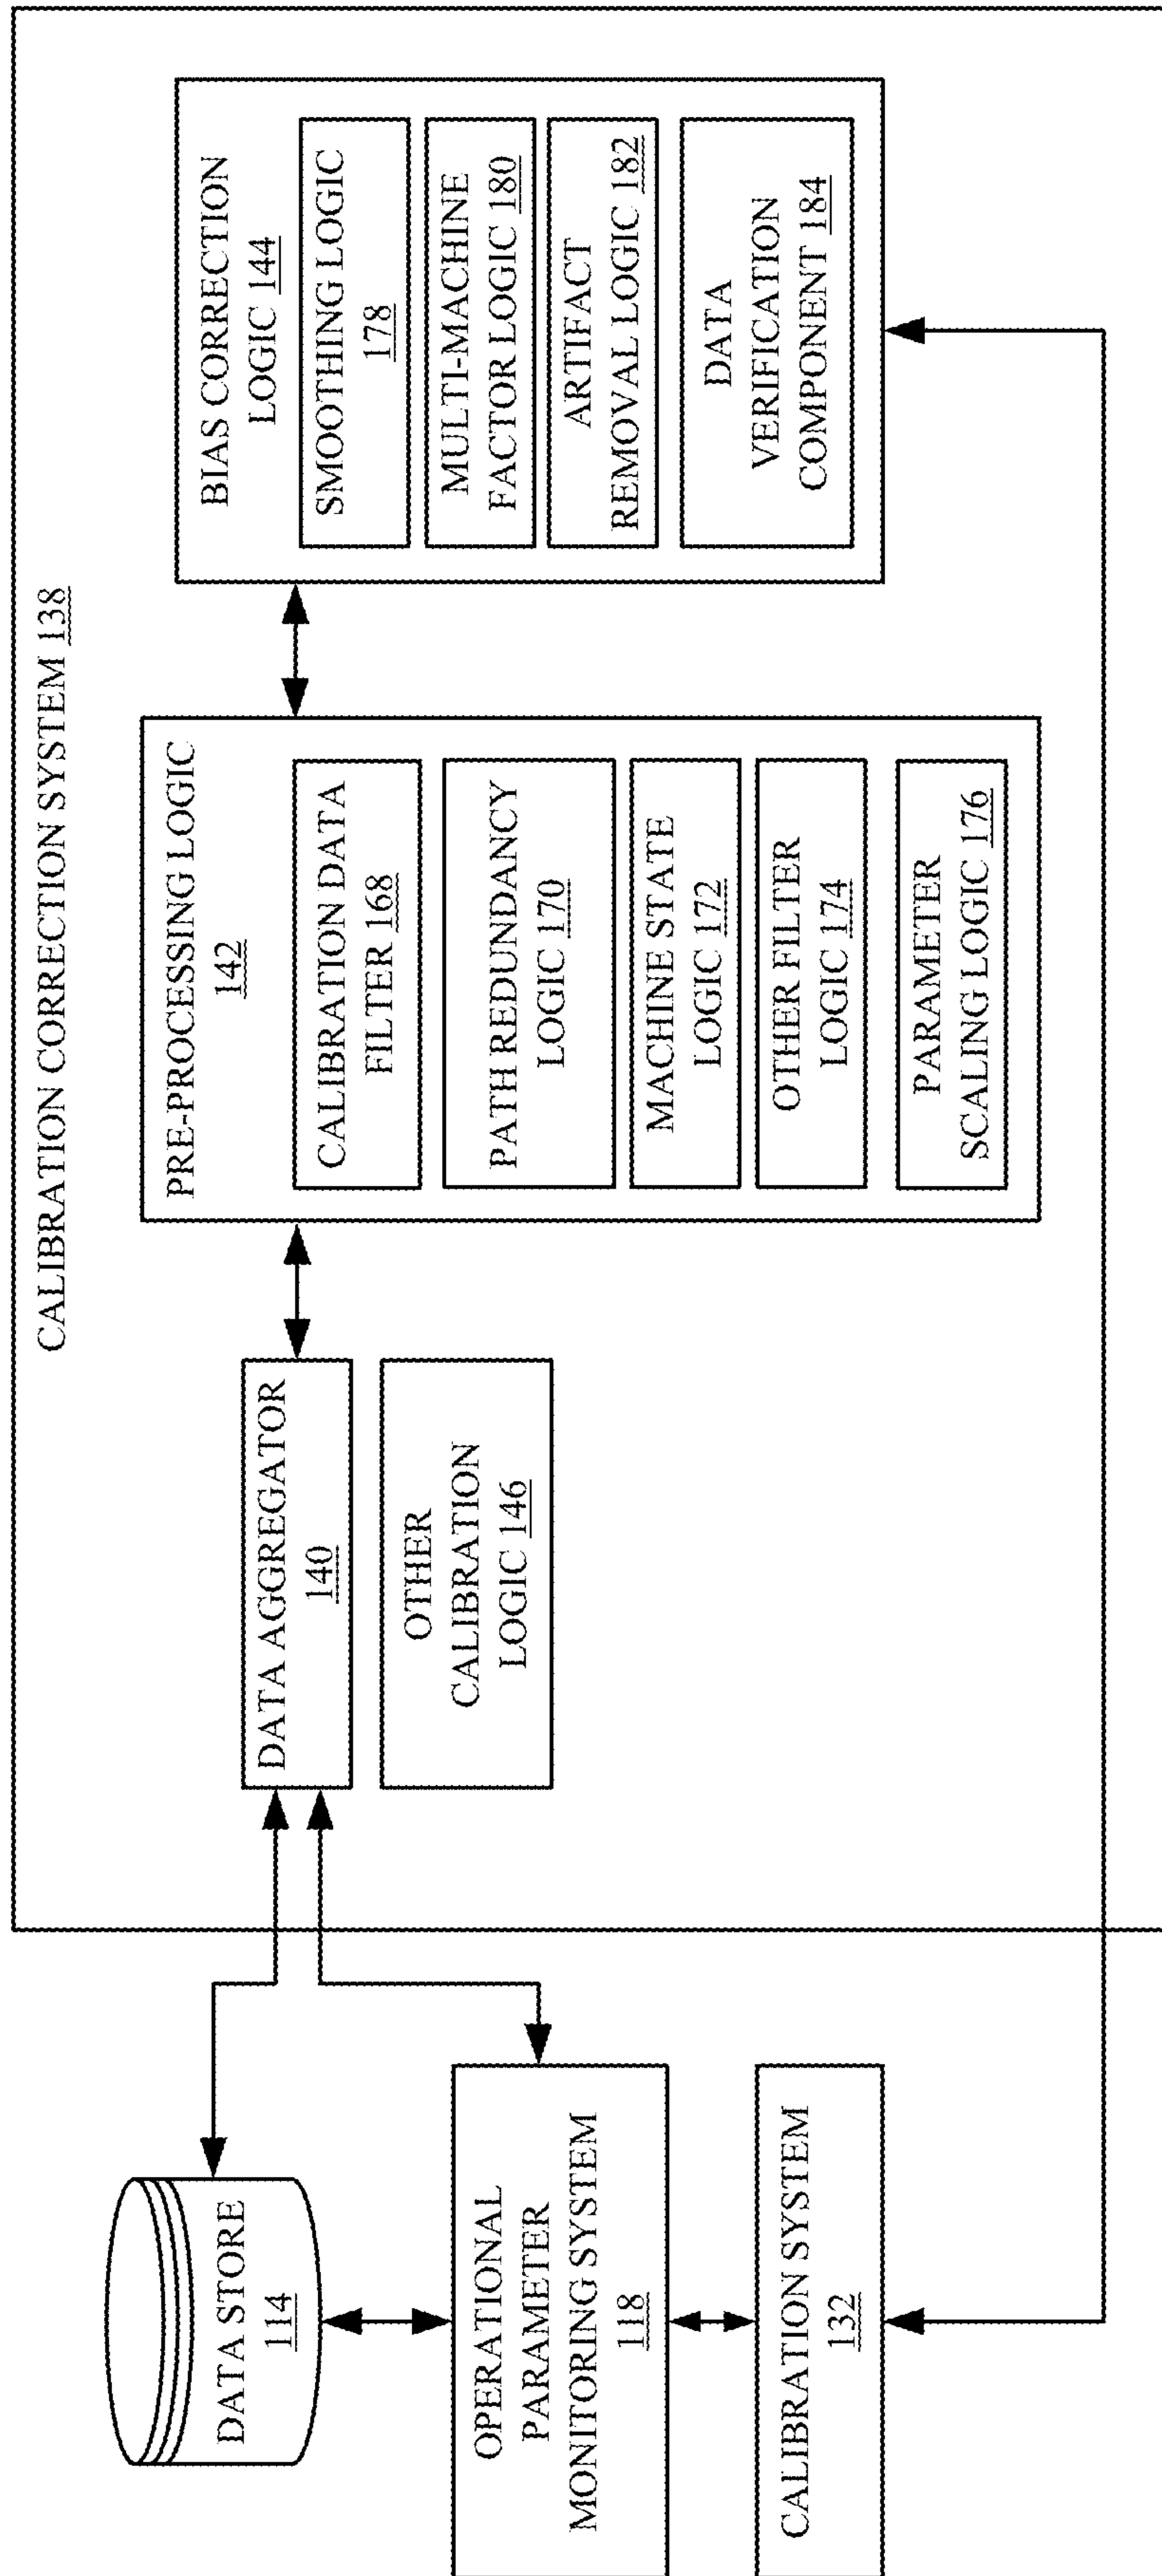 CALIBRATION CORRECTION SYSTEM 138
DATA STORE
114
OPERATIONAL
PARAMETER
MONITORING SYSTEM
118
CALIBRATION SYSTEM
132
DATA AGGREGATOR
140
OTHER
CALIBRATION
LOGIC 146
PRE-PROCESSING LOGIC
142
CALIBRATION DATA
FILTER 168
PATH REDUNDANCY
LOGIC 170
MACHINE STATE
LOGIC 172
OTHER FILTER
LOGIC 174
PARAMETER
SCALING LOGIC 176
BIAS CORRECTION
LOGIC 144
SMOOTHING LOGIC
178
MULTI-MACHINE
FACTOR LOGIC 180
ARTIFACT
REMOVAL LOGIC 182
DATA
VERIFICATION
COMPONENT 184